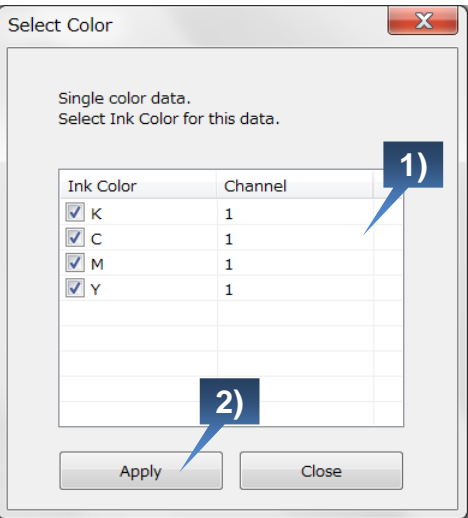 Select Color
Single color data.
Select Ink Color for this data.
1)
Ink Color Channel
K 1
C 1
M 1
Y 1
2)
Apply Close